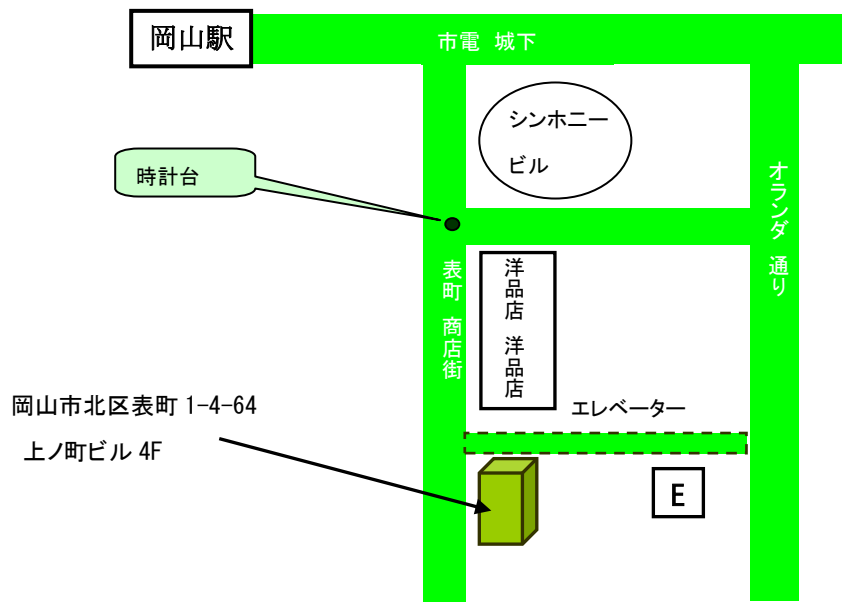 岡山駅
市電 城下
シンホニー
ビル
時計台
オランダ 通り
表町 商店街
洋品店 洋品店
エレベーター
岡山市北区表町 1-4-64
上ノ町ビル 4F
E